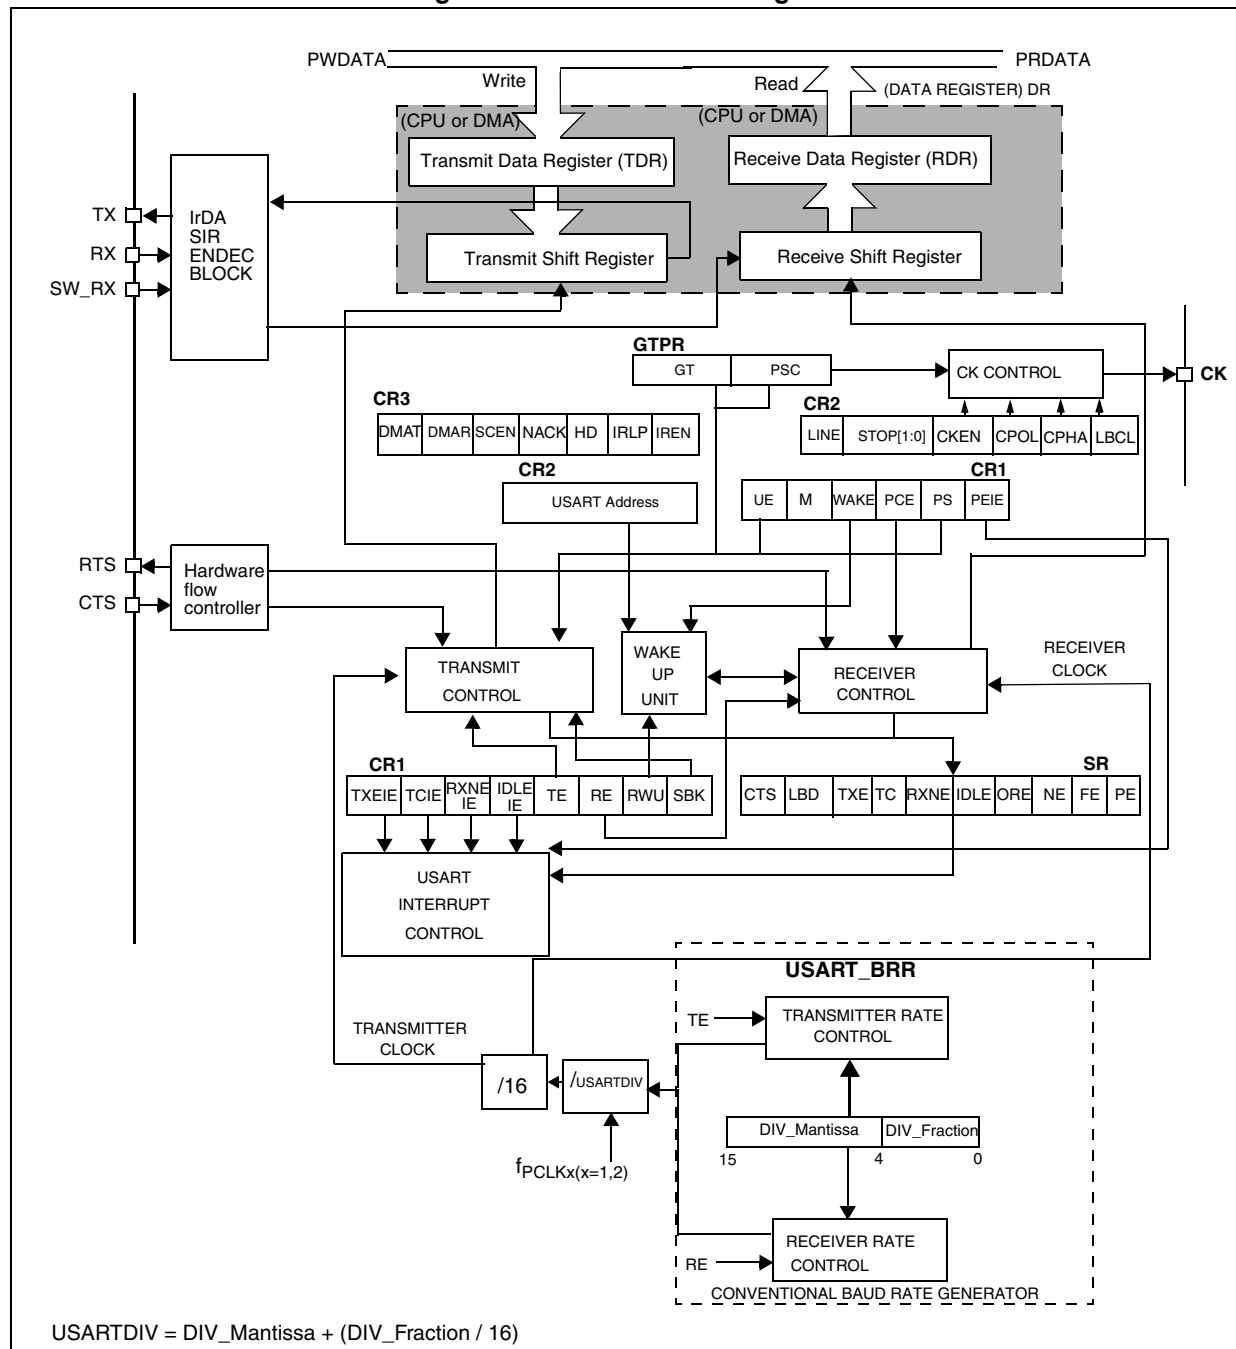 PWDATA
PRDATA
Write
Read
(DATA REGISTER) DR
(CPU or DMA)
(CPU or DMA)
Transmit Data Register (TDR)
Receive Data Register (RDR)
TX
RX
SW_RX
IrDA
SIR
ENDEC
BLOCK
Transmit Shift Register
Receive Shift Register
GTPR
GT
PSC
CK CONTROL
CK
CR3
DMAT DMAR SCEN NACK HD IRLP IREN
CR2
LINE STOP[1:0] CKEN CPOL CPHA LBCL
CR2
USART Address
CR1
UE M WAKE PCE PS PEIE
RTS
CTS
Hardware
flow
controller
TRANSMIT
CONTROL
WAKE
UP
UNIT
RECEIVER
CONTROL
RECEIVER
CLOCK
CR1
TXEIE TCIE RXNE
IE IDLE
IE TE RE RWU SBK
SR
CTS LBD TXE TC RXNE IDLE ORE NE FE PE
USART
INTERRUPT
CONTROL
USART_BRR
TE
TRANSMITTER RATE
CONTROL
TRANSMITTER
CLOCK
/16
/USARTDIV
fPCLKx(x=1,2)
DIV_Mantissa DIV_Fraction
15 4 0
RE
RECEIVER RATE
CONTROL
CONVENTIONAL BAUD RATE GENERATOR
USARTDIV = DIV_Mantissa + (DIV_Fraction / 16)